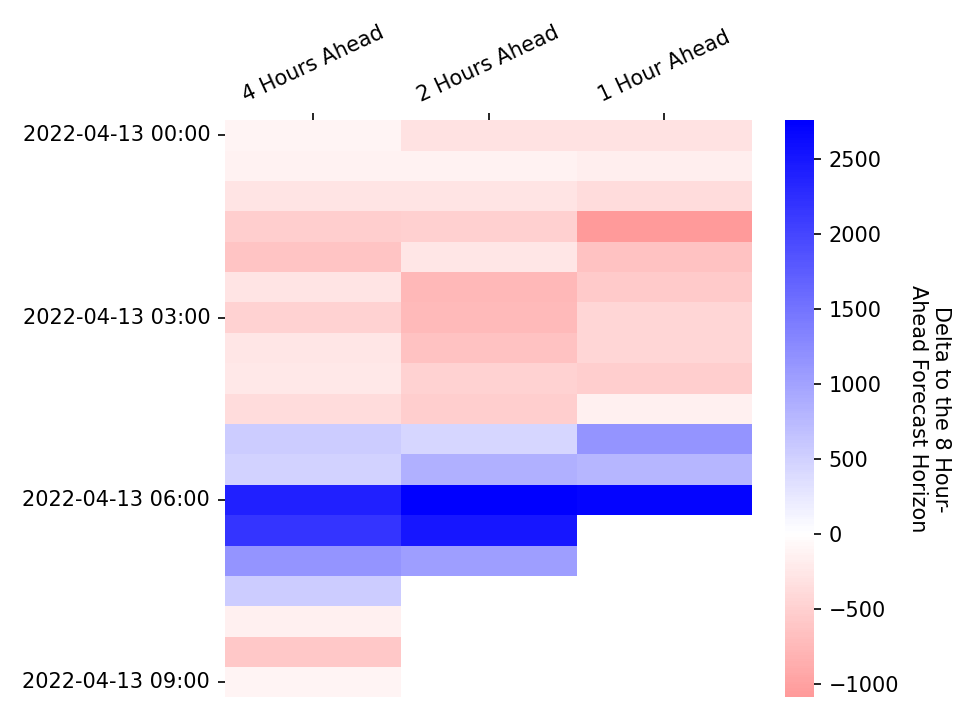 4 Hours Ahead
2 Hours Ahead
1 Hour Ahead
2022-04-13 00:00
2022-04-13 03:00
2022-04-13 06:00
2022-04-13 09:00
2500
2000
1500
1000
500
0
−500
−1000
Delta to the 8 Hour-
Ahead Forecast Horizon